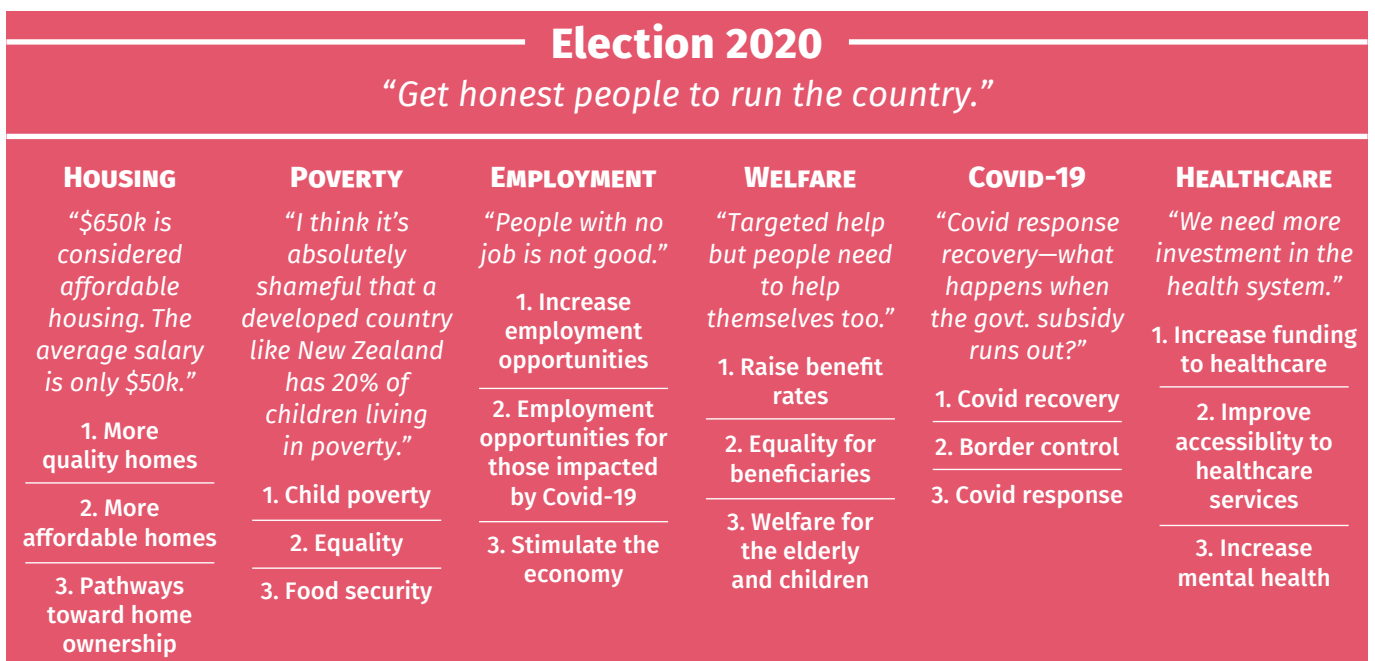 Election 2020
“Get honest people to run the country.”
HOUSING
“$650k is
considered
affordable
housing. The
average salary
is only $50k.”
1. More
quality homes
2. More
affordable homes
3. Pathways
toward home
ownership
POVERTY
“I think it’s
absolutely
shameful that a
developed country
like New Zealand
has 20% of
children living
in poverty.”
1. Child poverty
2. Equality
3. Food security
EMPLOYMENT
“People with no
job is not good.”
1. Increase
employment
opportunities
2. Employment
opportunities for
those impacted
by Covid-19
3. Stimulate the
economy
WELFARE
“Targeted help
but people need
to help
themselves too.”
1. Raise benefit
rates
2. Equality for
beneficiaries
3. Welfare for
the elderly
and children
COVID-19
“Covid response
recovery—what
happens when
the govt. subsidy
runs out?”
1. Covid recovery
2. Border control
3. Covid response
HEALTHCARE
“We need more
investment in the
health system.”
1. Increase funding
to healthcare
2. Improve
accessiblity to
healthcare
services
3. Increase
mental health